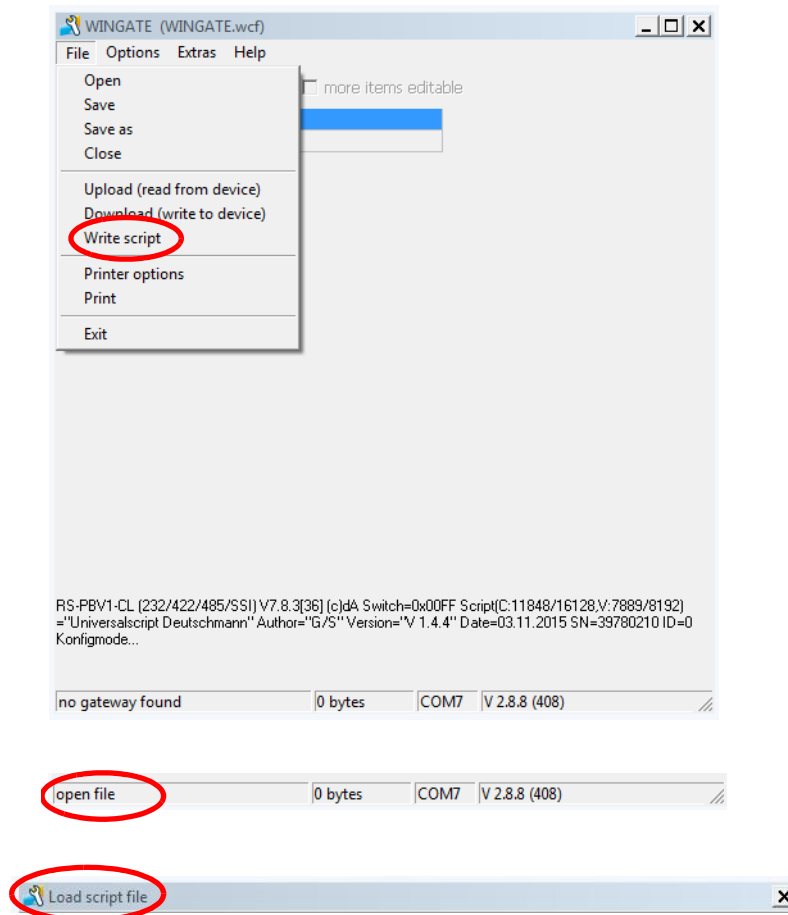 WINGATE (WINGATE.wcf)
File Options Extras Help
Open
more items editable
Save
Save as
Close
Upload (read from device)
Download (write to device)
Write script
Printer options
Print
Exit
RS-PBV1-CL (232/422/485/SSI) V7.8.3[36] (c)dA Switch=0x00FF Script(C:11848/16128,V:7889/8192)
="Universalscript Deutschmann" Author="G/S" Version="V 1.4.4" Date=03.11.2015 SN=39780210 ID=0
Konfigmode...
no gateway found 0 bytes COM7 V 2.8.8 (408)
open file 0 bytes COM7 V 2.8.8 (408)
Load script file